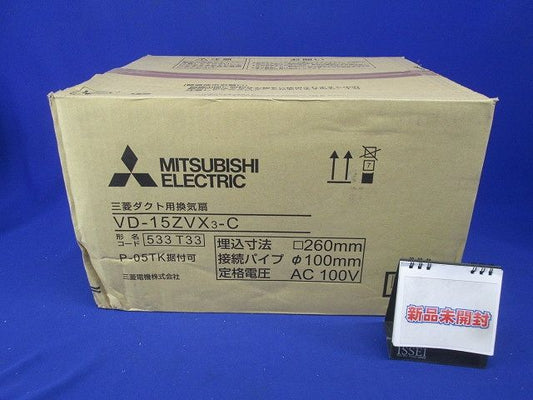 MITSUBISHI
ELECTRIC
三菱ダクト用換気扇
VD-15ZVX3-C
形名
コード 533 T33
P-05TK据付可
三菱電機株式会社
埋込寸法 □260mm
接続パイプ φ100mm
定格電圧 AC 100V
新品未開封
ISSEI